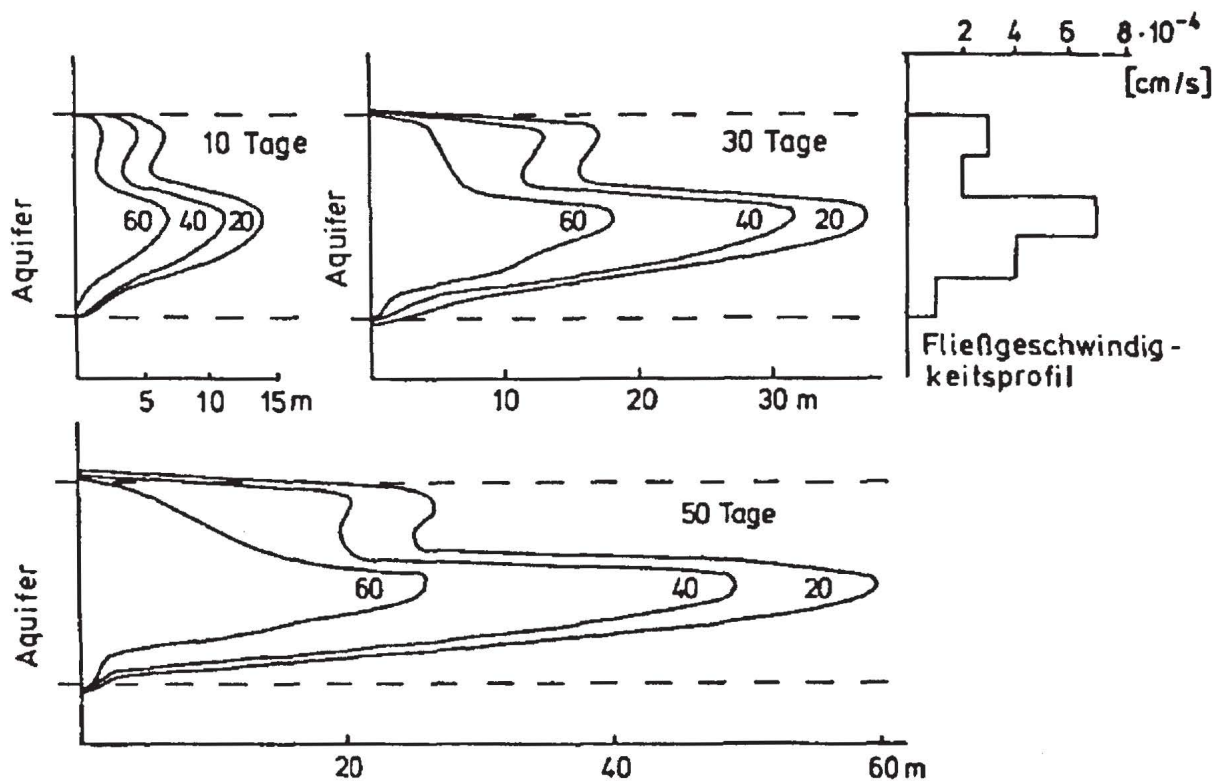 10 Tage
Aquifer
60 40 20
5 10 15m
30 Tage
Aquifer
60 40 20
10 20 30 m
2 4 6 8·10⁻⁴
[cm/s]
Fließgeschwindig-
keitsprofil
50 Tage
Aquifer
60 40 20
20 40 60 m